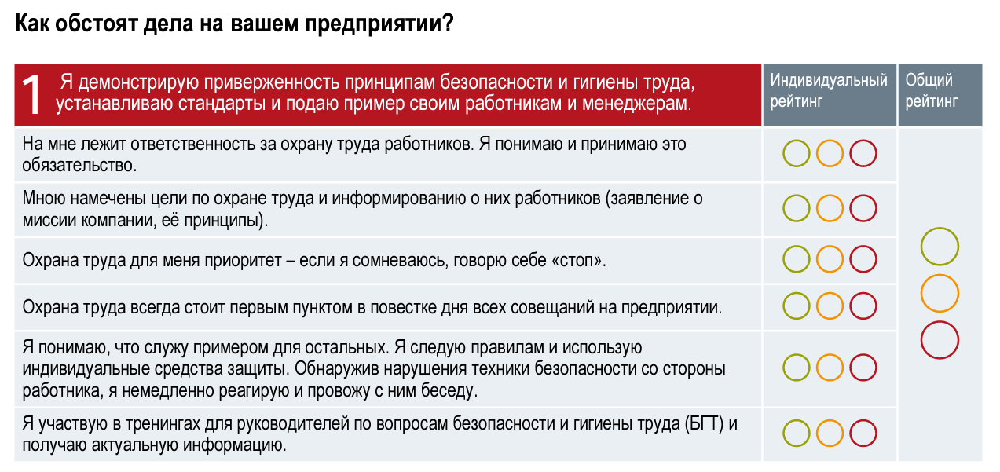 Как обстоят дела на вашем предприятии?
1 Я демонстрирую приверженность принципам безопасности и гигиены труда,
устанавливаю стандарты и подаю пример своим работникам и менеджерам.
Индивидуальный
рейтинг
Общий
рейтинг
На мне лежит ответственность за охрану труда работников. Я понимаю и принимаю это
обязательство.
Мною намечены цели по охране труда и информированию о них работников (заявление о
миссии компании, её принципы).
Охрана труда для меня приоритет – если я сомневаюсь, говорю себе «стоп».
Охрана труда всегда стоит первым пунктом в повестке дня всех совещаний на предприятии.
Я понимаю, что служу примером для остальных. Я следую правилам и использую
индивидуальные средства защиты. Обнаружив нарушения техники безопасности со стороны
работника, я немедленно реагирую и провожу с ним беседу.
Я участвую в тренингах для руководителей по вопросам безопасности и гигиены труда (БГТ) и
получаю актуальную информацию.